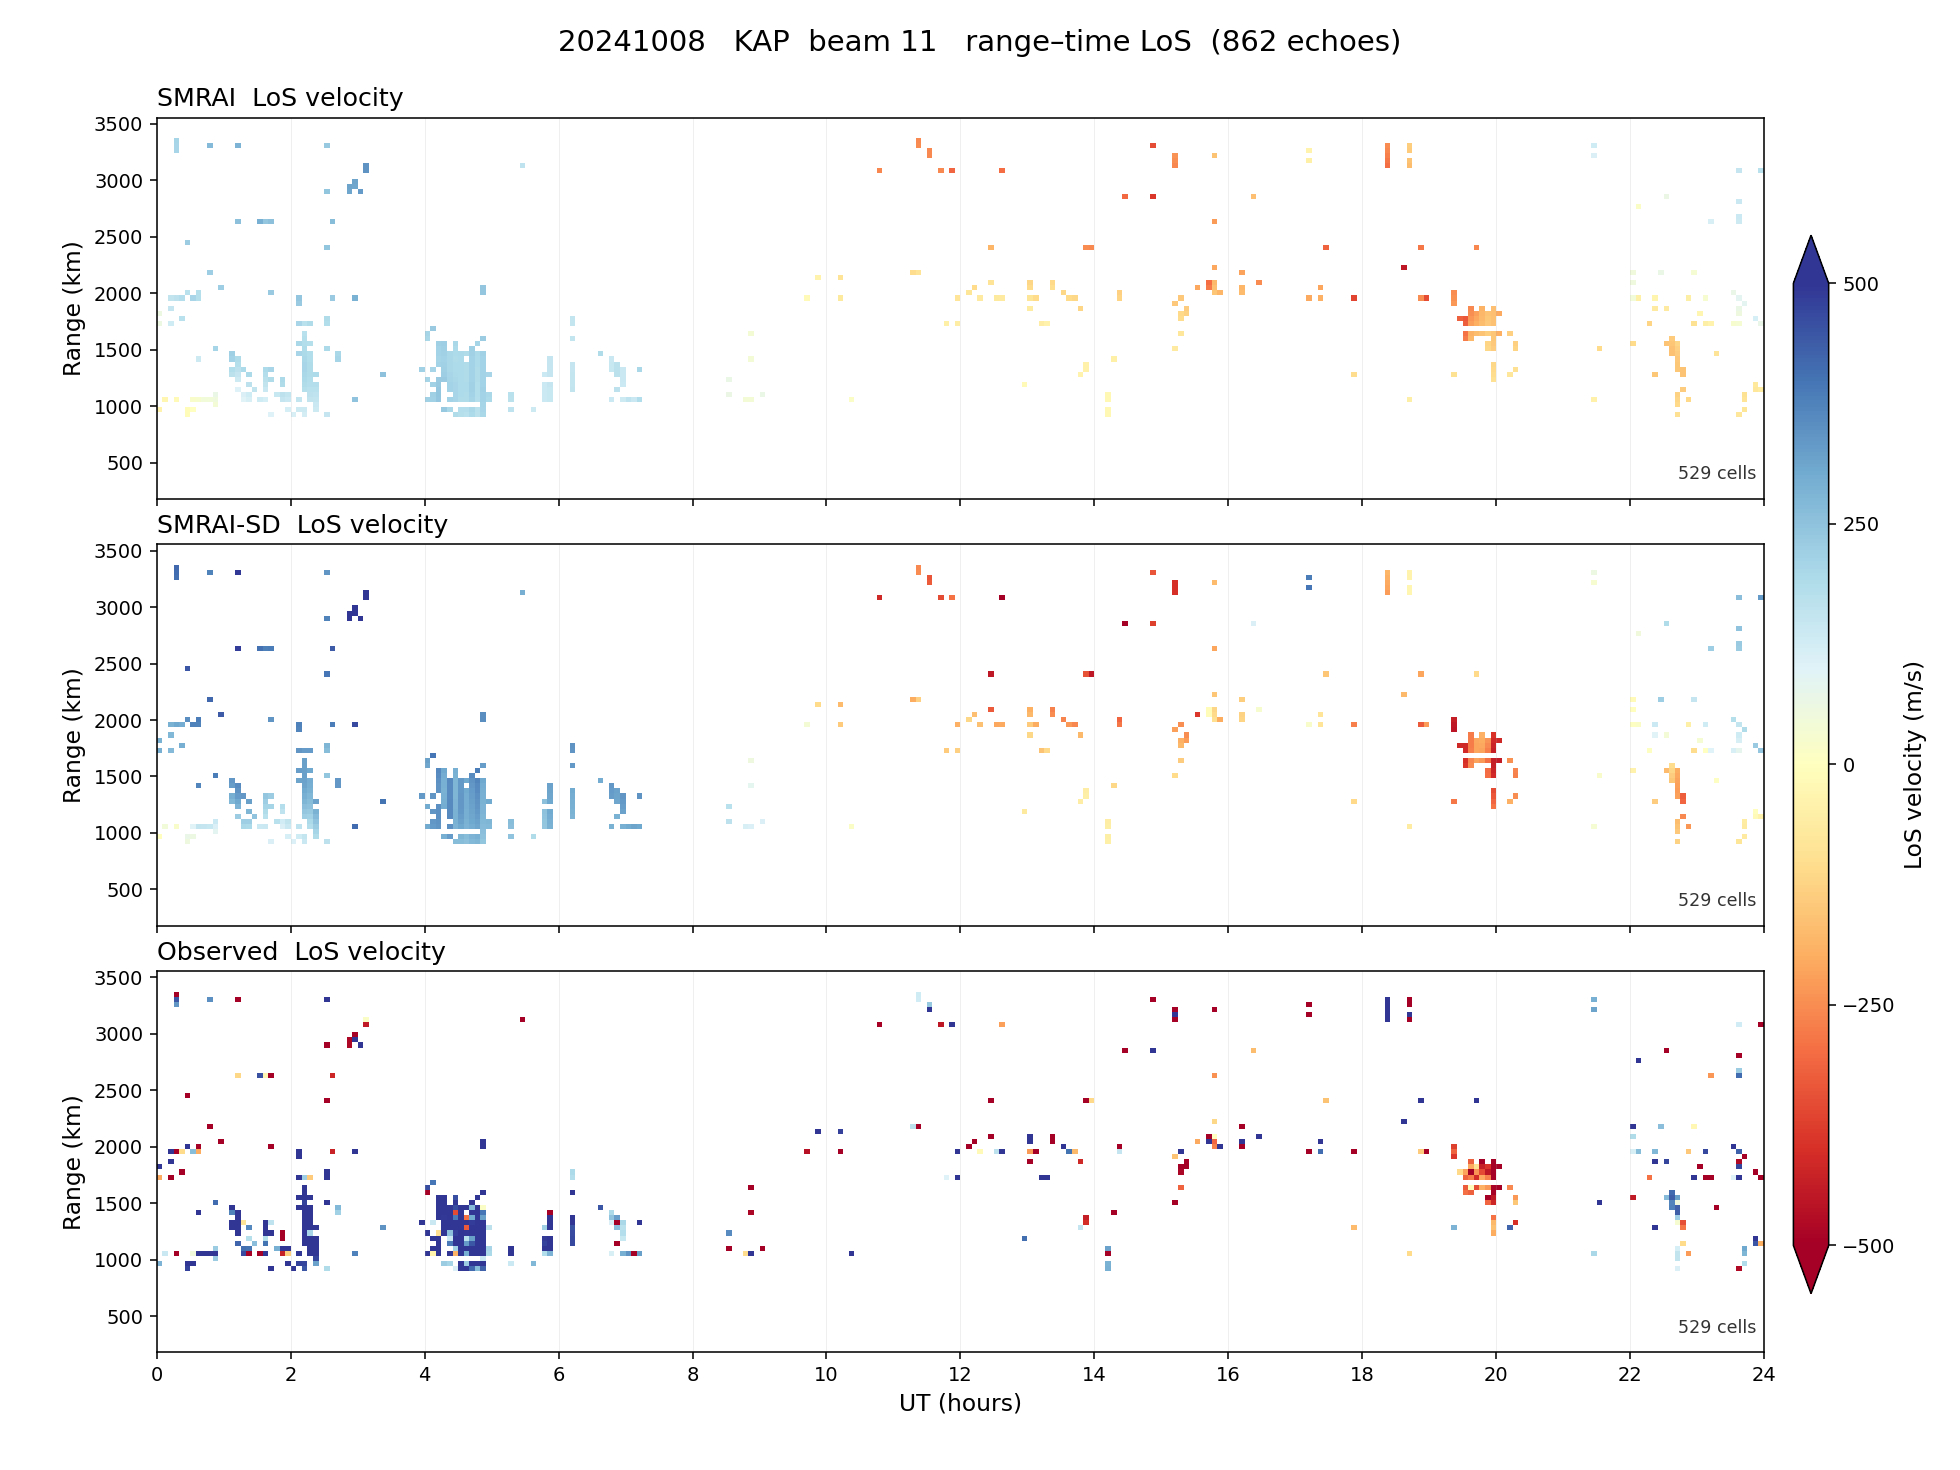 20241008 KAP beam 11 range–time LoS (862 echoes)
SMRAI LoS velocity
3500
3000
2500
2000
1500
1000
500
Range (km)
529 cells
SMRAI-SD LoS velocity
3500
3000
2500
2000
1500
1000
500
Range (km)
529 cells
Observed LoS velocity
3500
3000
2500
2000
1500
1000
500
Range (km)
529 cells
0 2 4 6 8 10 12 14 16 18 20 22 24
UT (hours)
500
250
0
−250
−500
LoS velocity (m/s)